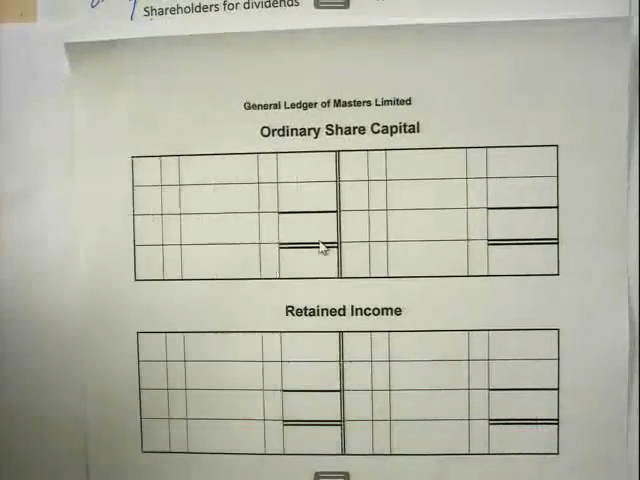 Shareholders for dividends
General Ledger of Masters Limited
Ordinary Share Capital
Retained Income